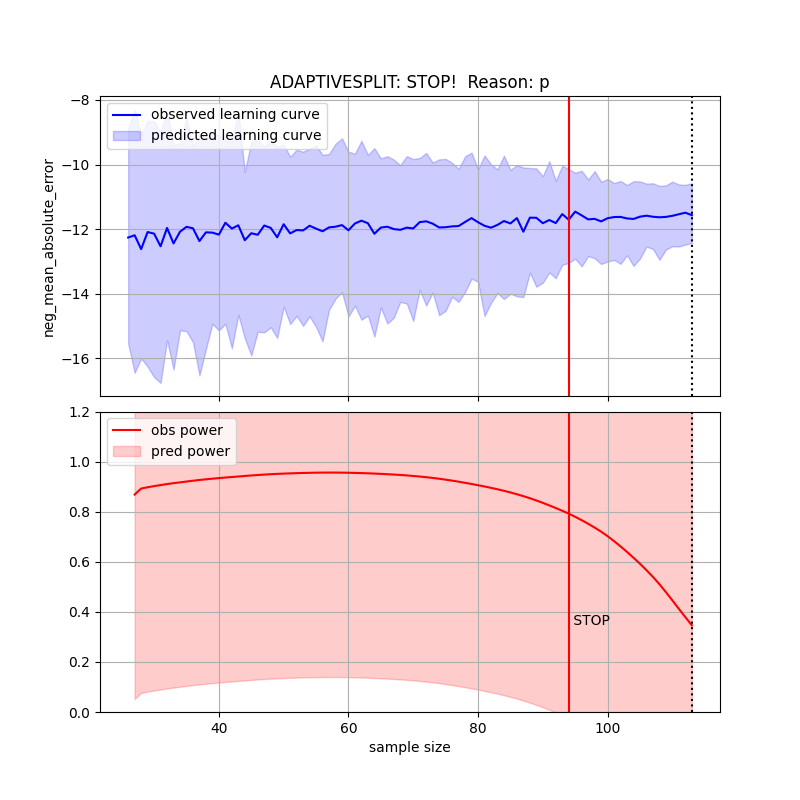 ADAPTIVESPLIT: STOP!  Reason: p
observed learning curve
predicted learning curve
neg_mean_absolute_error
−8
−10
−12
−14
−16
obs power
pred power
1.2
1.0
0.8
0.6
0.4
0.2
0.0
STOP
40 60 80 100
sample size